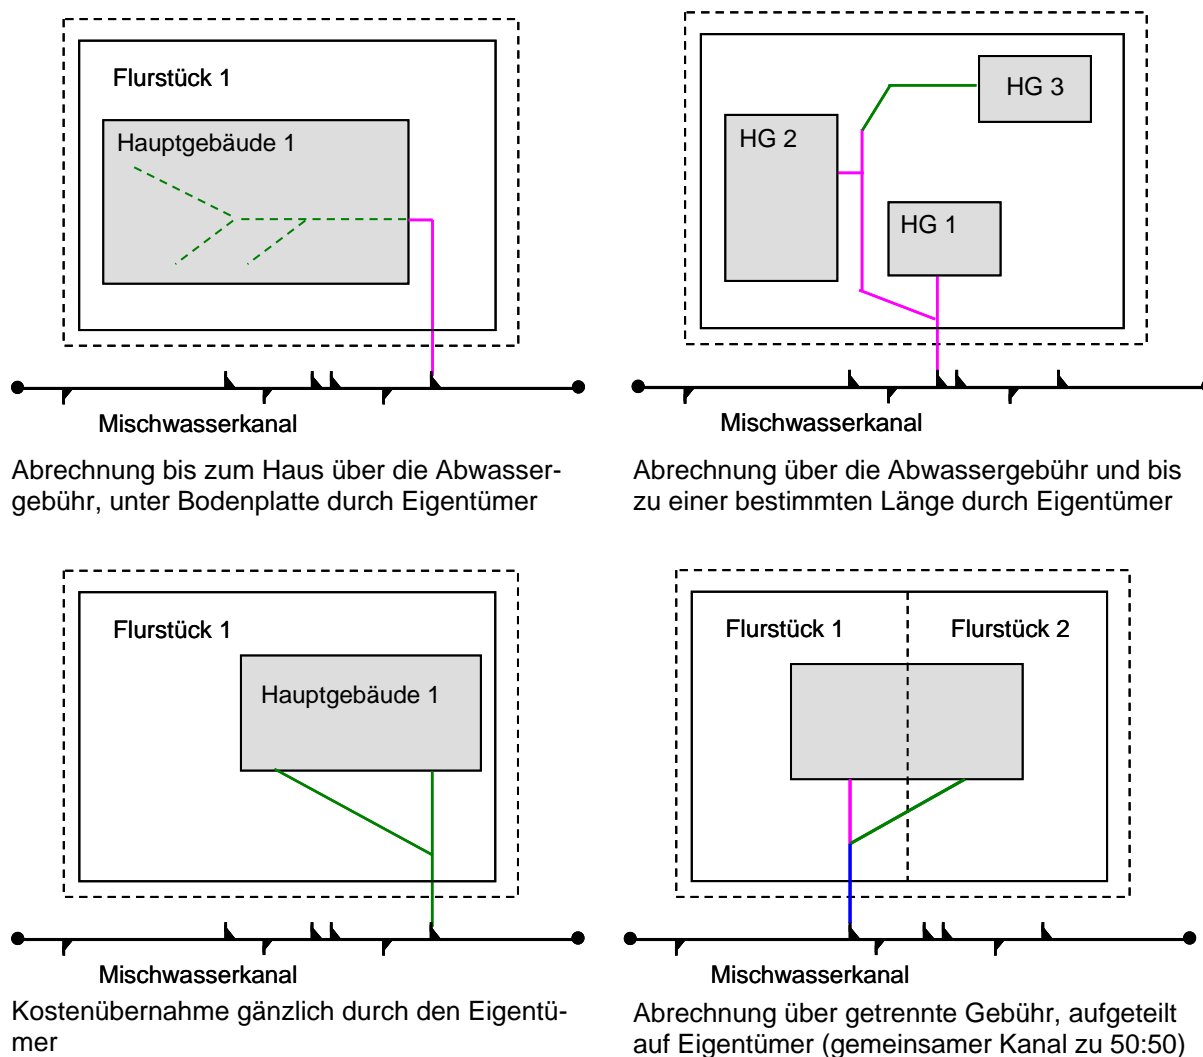 Flurstück 1
Hauptgebäude 1
Mischwasserkanal
Abrechnung bis zum Haus über die Abwasser-
gebühr, unter Bodenplatte durch Eigentümer
HG 3
HG 2
HG 1
Mischwasserkanal
Abrechnung über die Abwassergebühr und bis
zu einer bestimmten Länge durch Eigentümer
Flurstück 1
Hauptgebäude 1
Mischwasserkanal
Kostenübernahme gänzlich durch den Eigentü-
mer
Flurstück 1
Flurstück 2
Mischwasserkanal
Abrechnung über getrennte Gebühr, aufgeteilt
auf Eigentümer (gemeinsamer Kanal zu 50:50)